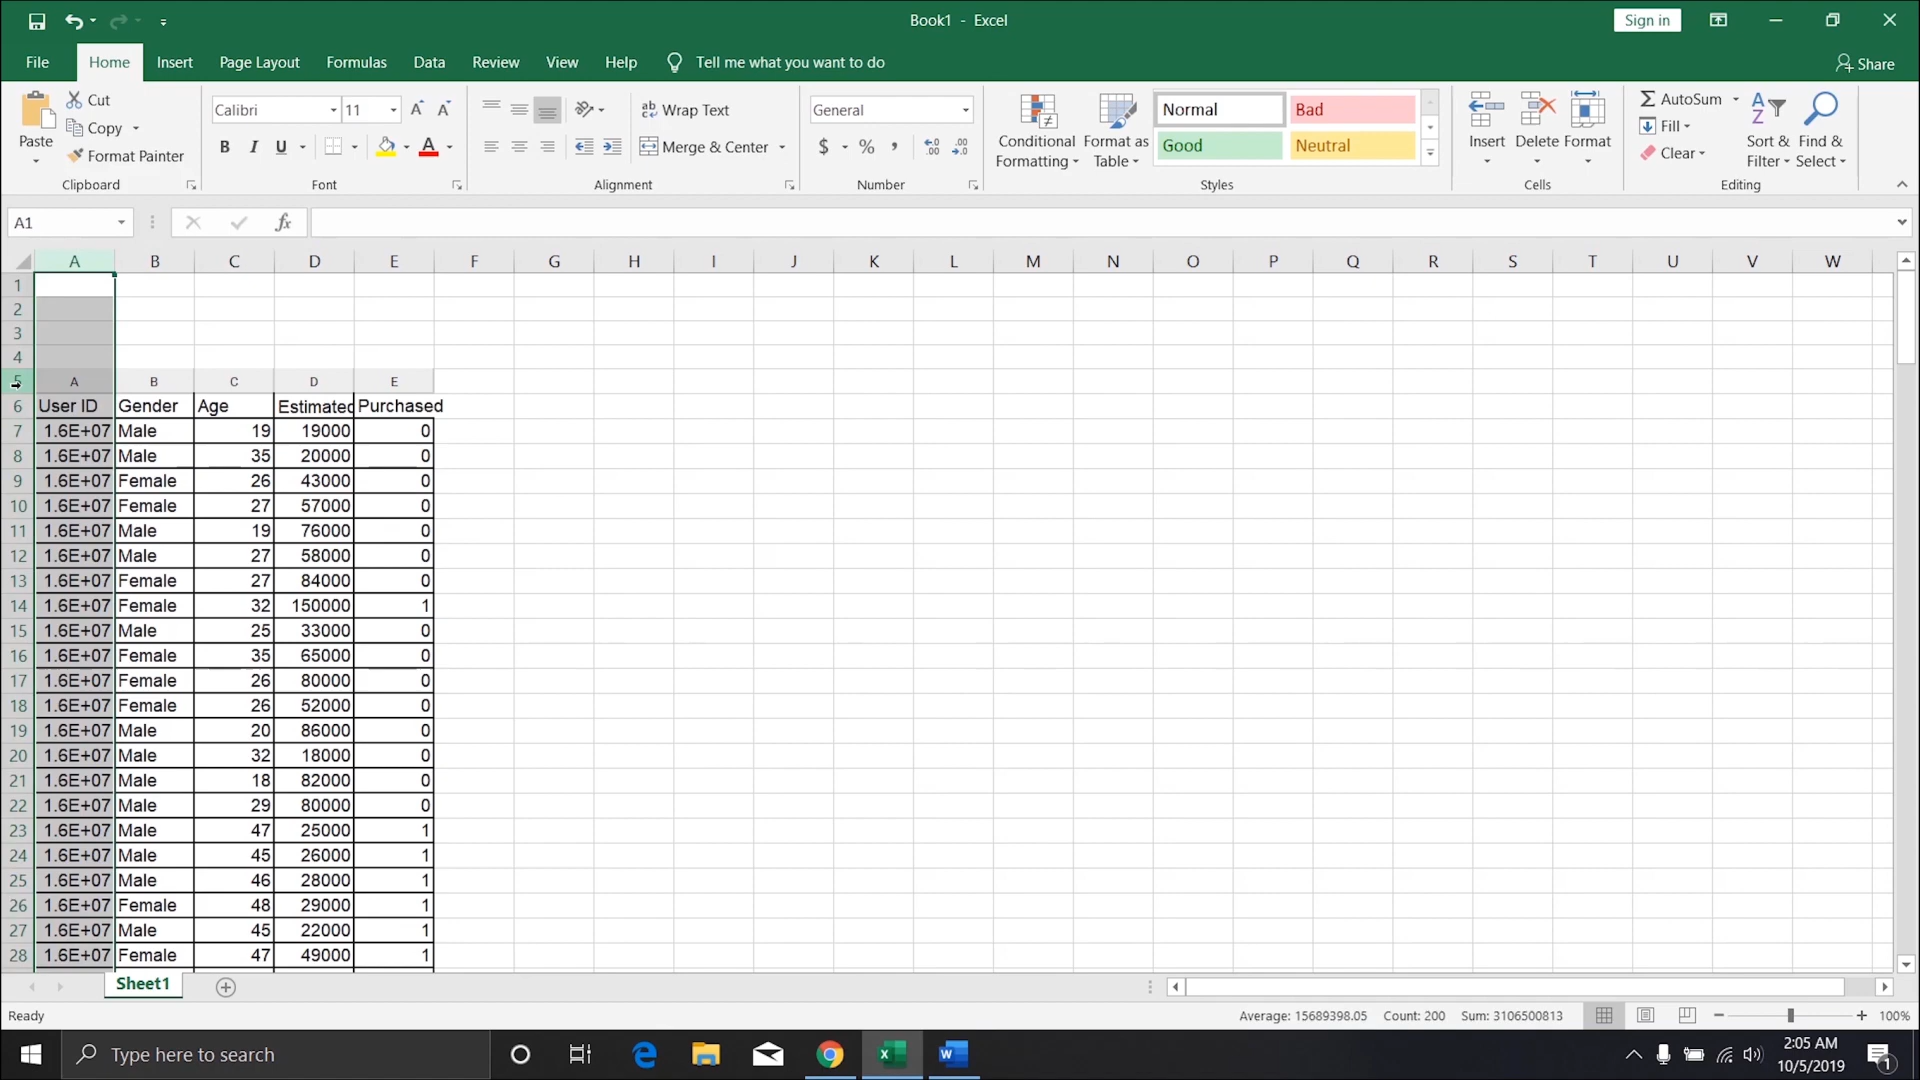 Book1 - Excel
Sign in
File Home Insert Page Layout Formulas Data Review View Help Tell me what you want to do Share
Paste
Cut
Copy
Format Painter
Clipboard
Calibri 11
B I U A
Font
ab Wrap Text
Merge & Center
Alignment
General
$ % ,
Number
Conditional Formatting
Format as Table
Normal Bad
Good Neutral
Styles
Insert Delete Format
Cells
AutoSum
Fill
Clear
Sort & Filter
Find & Select
Editing
A1 fx
A B C D E F G H I J K L M N O P Q R S T U V W
1
2
3
4
5 A B C D E
6 User ID Gender Age Estimated Purchased
7 1.6E+07 Male 19 19000 0
8 1.6E+07 Male 35 20000 0
9 1.6E+07 Female 26 43000 0
10 1.6E+07 Female 27 57000 0
11 1.6E+07 Male 19 76000 0
12 1.6E+07 Male 27 58000 0
13 1.6E+07 Female 27 84000 0
14 1.6E+07 Female 32 150000 1
15 1.6E+07 Male 25 33000 0
16 1.6E+07 Female 35 65000 0
17 1.6E+07 Female 26 80000 0
18 1.6E+07 Female 26 52000 0
19 1.6E+07 Male 20 86000 0
20 1.6E+07 Male 32 18000 0
21 1.6E+07 Male 18 82000 0
22 1.6E+07 Male 29 80000 0
23 1.6E+07 Male 47 25000 1
24 1.6E+07 Male 45 26000 1
25 1.6E+07 Male 46 28000 1
26 1.6E+07 Female 48 29000 1
27 1.6E+07 Male 45 22000 1
28 1.6E+07 Female 47 49000 1
Sheet1
Ready Average: 15689398.05 Count: 200 Sum: 3106500813 100%
Type here to search
2:05 AM
10/5/2019
1